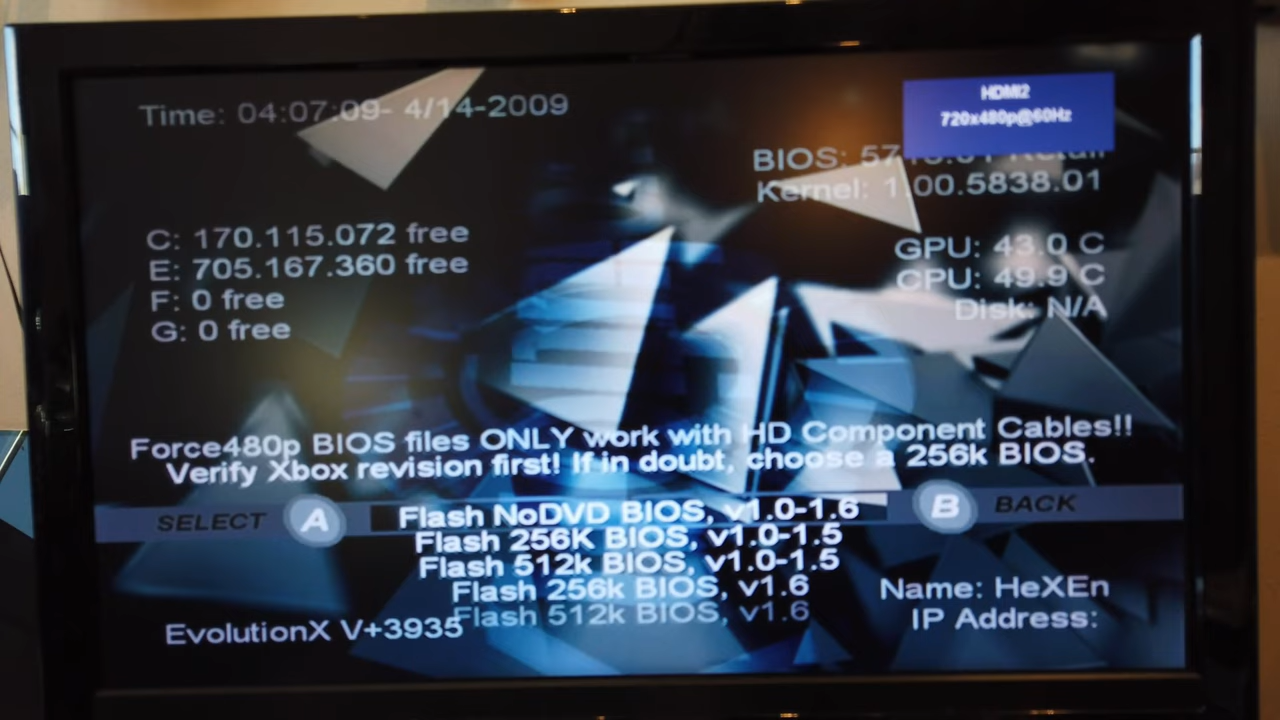 Time: 04:07:09- 4/14-2009
HDMI2
720x480p@60Hz
BIOS:
Kernel: 1.00.5838.01
C: 170.115.072 free
E: 705.167.360 free
F: 0 free
G: 0 free
GPU: 43.0 C
CPU: 49.9 C
Disk: N/A
Force480p BIOS files ONLY work with HD Component Cables!!
Verify Xbox revision first! If in doubt, choose a 256k BIOS.
SELECT A
Flash NoDVD BIOS, v1.0-1.6
B BACK
Flash 256K BIOS, v1.0-1.5
Flash 512k BIOS, v1.0-1.5
Flash 256k BIOS, v1.6
Flash 512k BIOS, v1.6
Name: HeXEn
IP Address:
EvolutionX V+3935